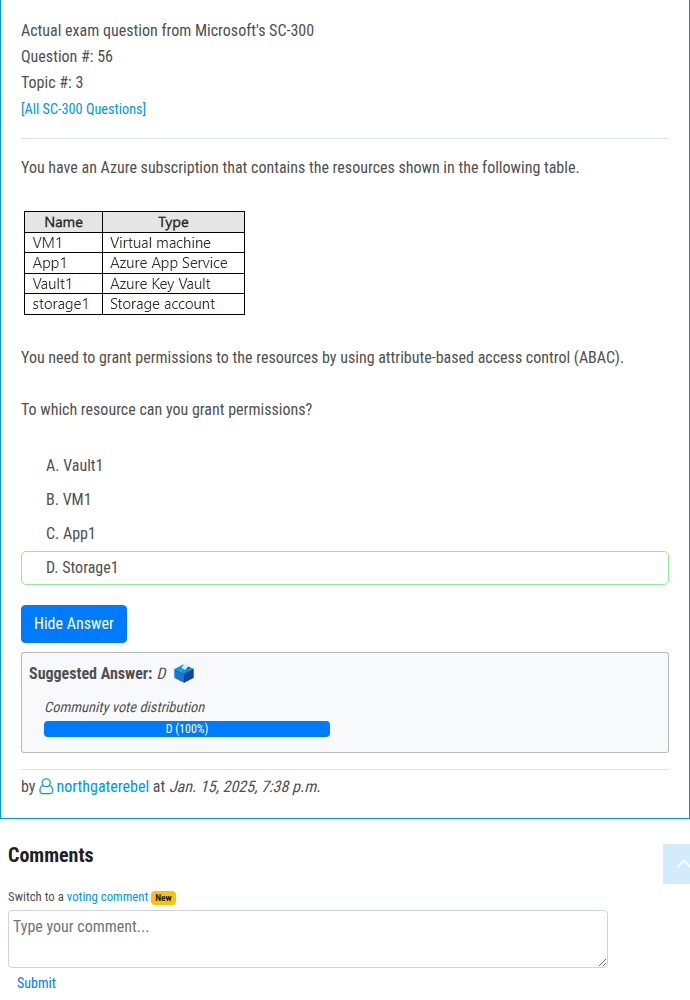 Actual exam question from Microsoft's SC-300
Question #: 56
Topic #: 3
[All SC-300 Questions]
You have an Azure subscription that contains the resources shown in the following table.
Name Type
VM1 Virtual machine
App1 Azure App Service
Vault1 Azure Key Vault
storage1 Storage account
You need to grant permissions to the resources by using attribute-based access control (ABAC).
To which resource can you grant permissions?
A. Vault1
B. VM1
C. App1
D. Storage1
Hide Answer
Suggested Answer: D
Community vote distribution
D (100%)
by northgaterebel at Jan. 15, 2025, 7:38 p.m.
Comments
Switch to a voting comment New
Type your comment...
Submit